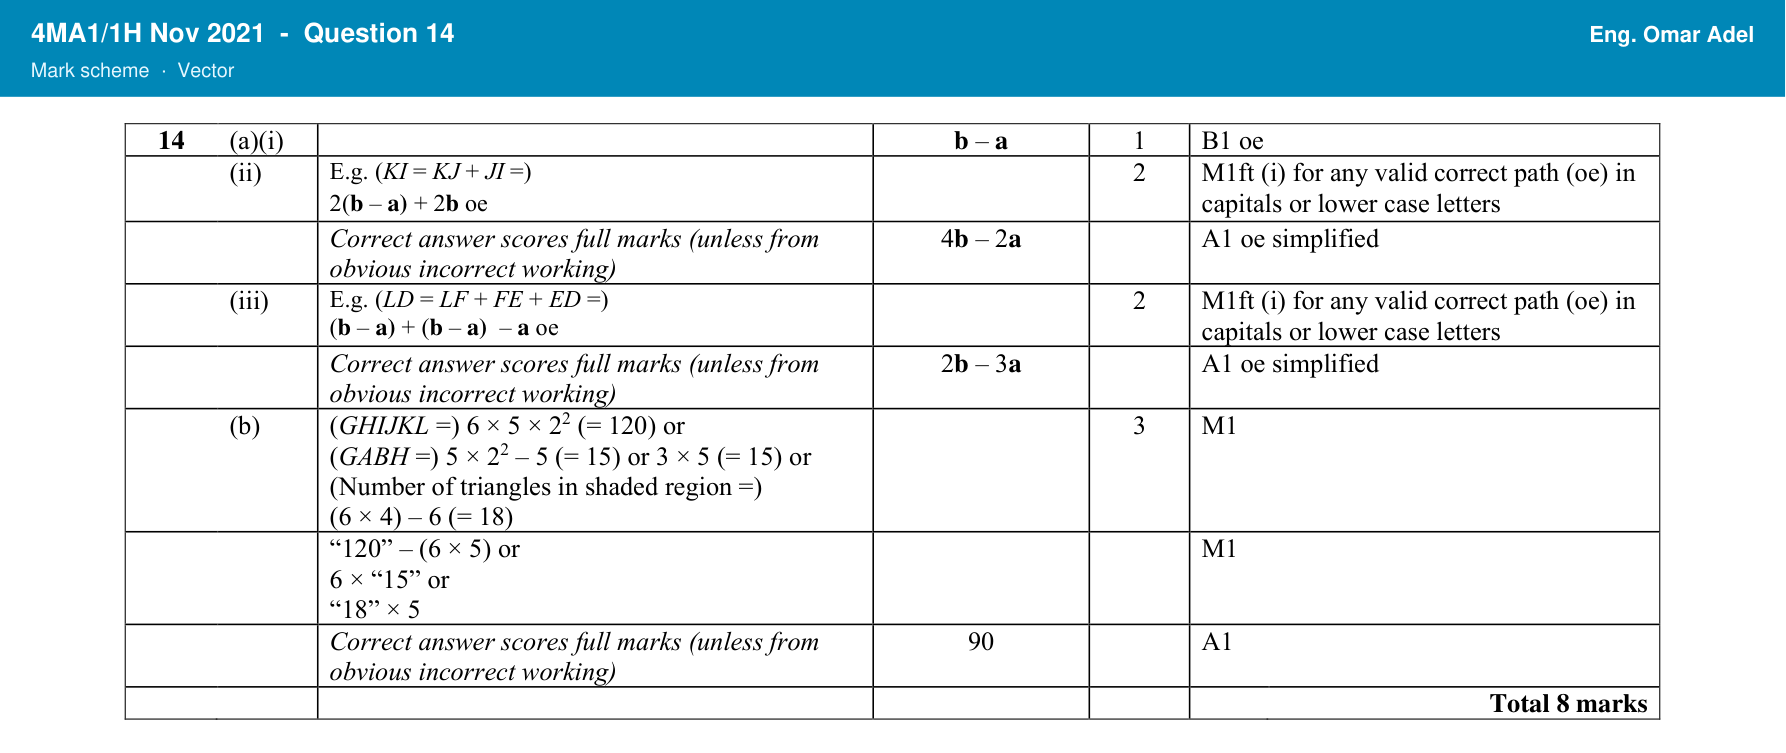 4MA1/1H Nov 2021 - Question 14
Eng. Omar Adel
Mark scheme · Vector
14 (a)(i) b – a 1 B1 oe
(ii) E.g. (KI = KJ + JI =) 2 M1ft (i) for any valid correct path (oe) in
2(b – a) + 2b oe capitals or lower case letters
Correct answer scores full marks (unless from 4b – 2a A1 oe simplified
obvious incorrect working)
(iii) E.g. (LD = LF + FE + ED =) 2 M1ft (i) for any valid correct path (oe) in
(b – a) + (b – a) – a oe capitals or lower case letters
Correct answer scores full marks (unless from 2b – 3a A1 oe simplified
obvious incorrect working)
(b) (GHIJKL =) 6 × 5 × 2² (= 120) or 3 M1
(GABH =) 5 × 2² – 5 (= 15) or 3 × 5 (= 15) or
(Number of triangles in shaded region =)
(6 × 4) – 6 (= 18)
“120” – (6 × 5) or M1
6 × “15” or
“18” × 5
Correct answer scores full marks (unless from 90 A1
obvious incorrect working)
Total 8 marks